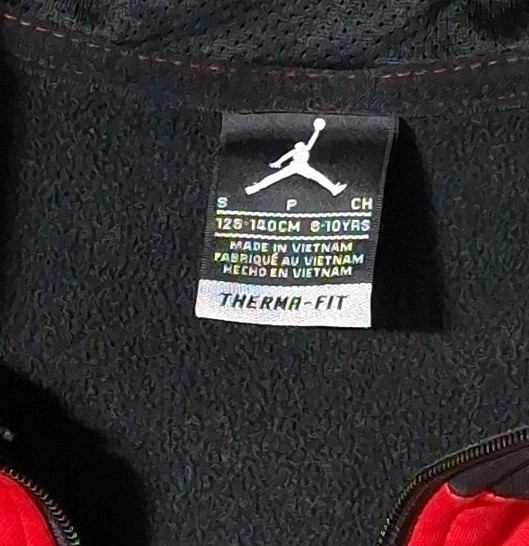 S P CH
128-140CM 8-10YRS
MADE IN VIETNAM
FABRIQUÉ AU VIETNAM
HECHO EN VIETNAM
THERMA-FIT